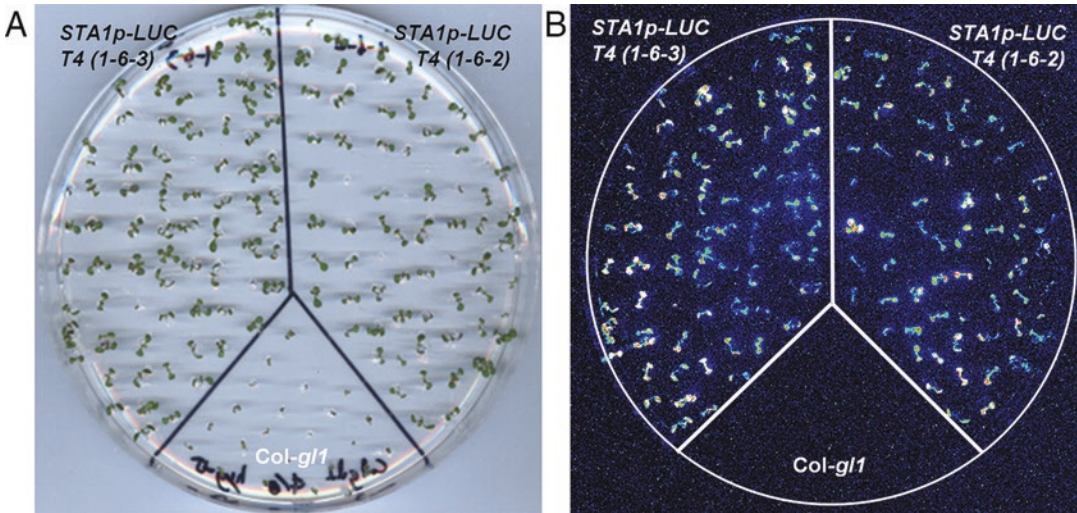 A
STA1p-LUC
T4 (1-6-3)
STA1p-LUC
T4 (1-6-2)
Col-gl1
B
STA1p-LUC
T4 (1-6-3)
STA1p-LUC
T4 (1-6-2)
Col-gl1